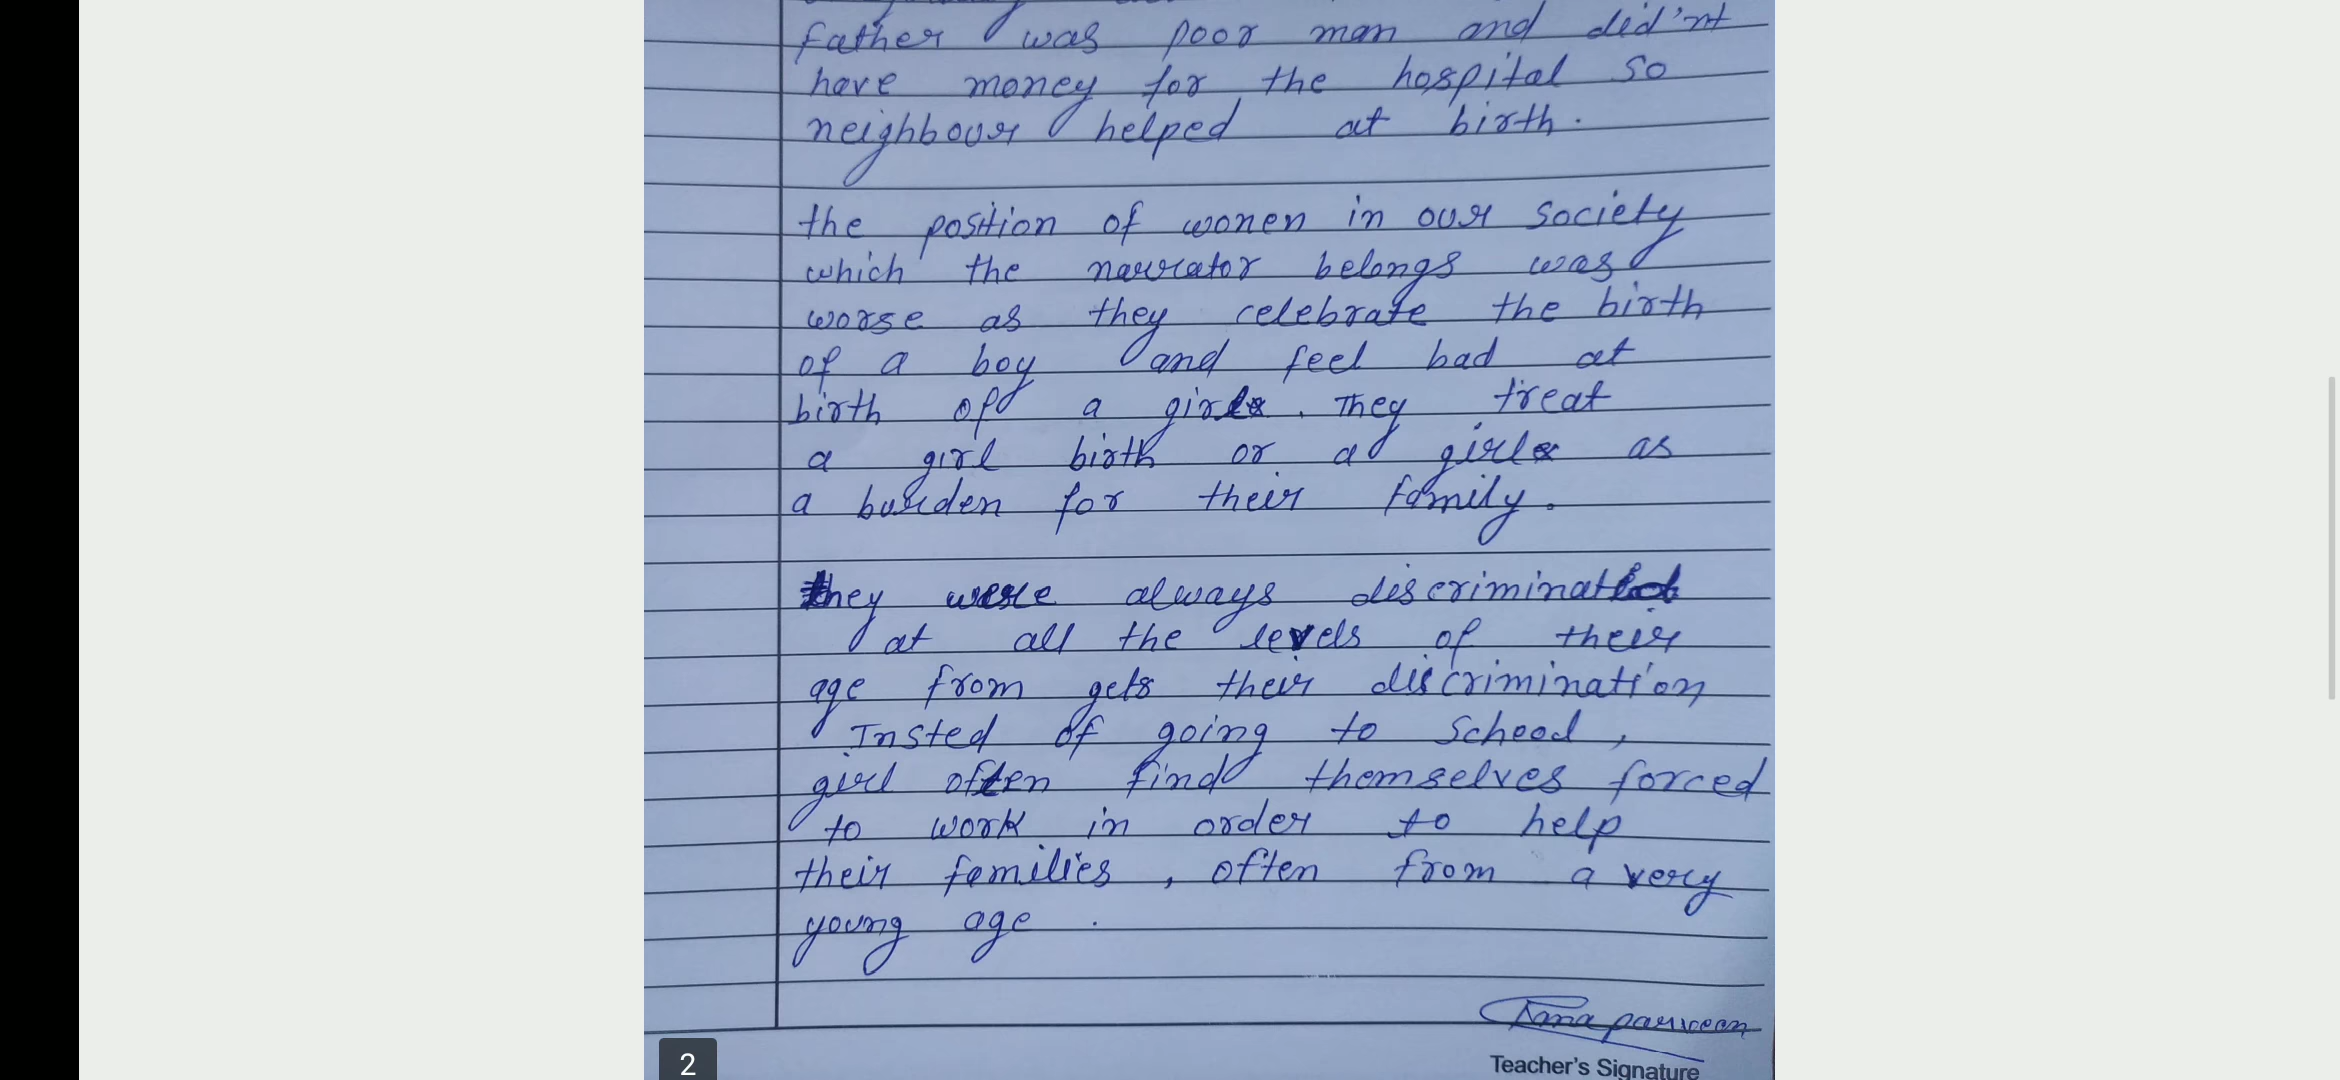 father was poor man and did'nt
have money for the hospital so
neighbour helped at birth.
the position of wonen in our society
which the narrator belongs was
worse as they celebrate the birth
of a boy and feel bad at
birth of a girl. They treat
a girl birth or a girl as
a burden for their family.
they were always discriminated
at all the levels of their
age from gets their discrimination
Insted of going to School,
girl often find themselves forced
to work in order to help
their families, often from a very
young age.
parveen
Teacher's Signature
2